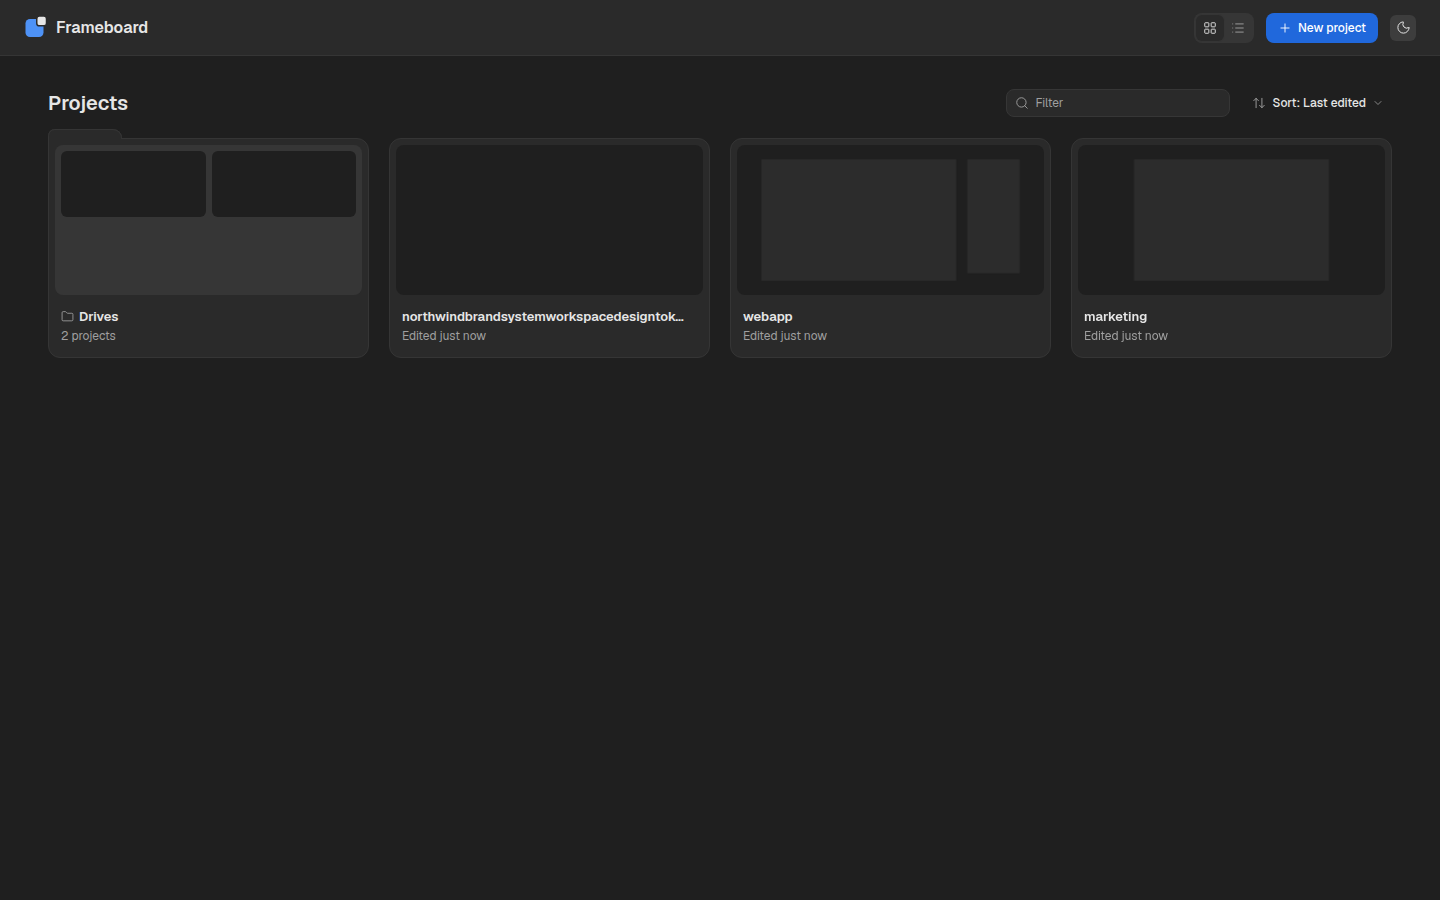 Frameboard
New project
Projects
Filter
Sort: Last edited
Drives
2 projects
northwindbrandsystemworkspacedesigntok...
Edited just now
webapp
Edited just now
marketing
Edited just now